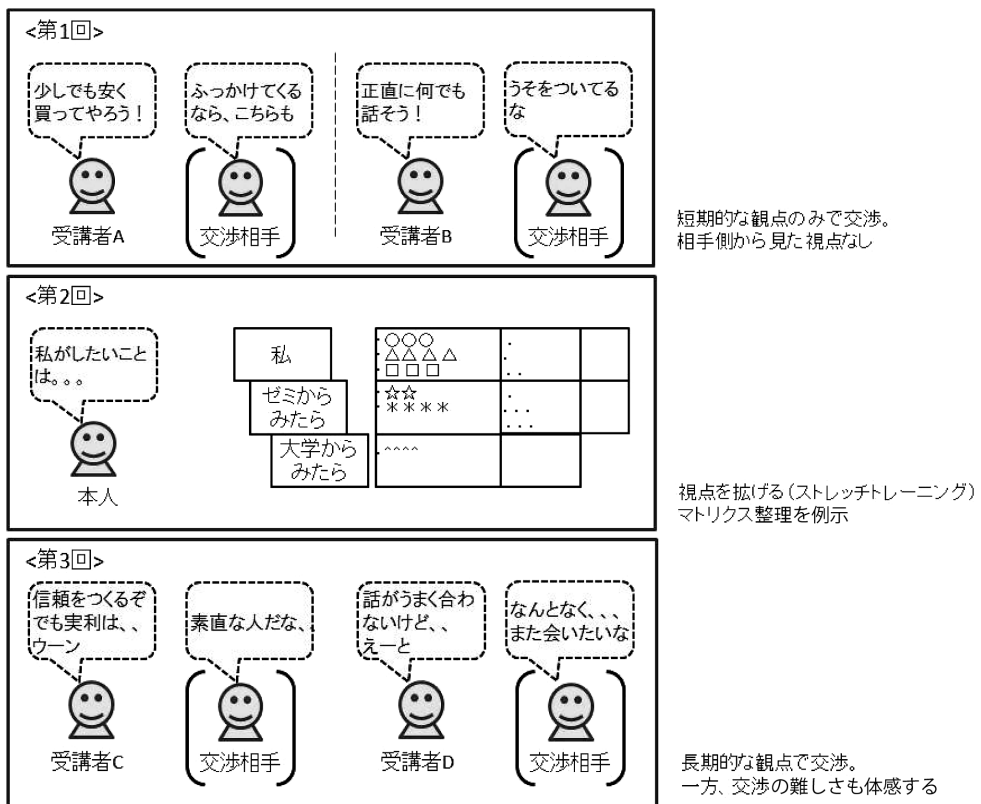 <第1回>
少しでも安く
買ってやろう！
ふっかけてくる
なら、こちらも
正直に何でも
話そう！
うそをついてる
な
受講者A
交渉相手
受講者B
交渉相手
短期的な観点のみで交渉。
相手側から見た視点なし
<第2回>
私がしたいこと
は。。。
本人
私
ゼミから
みたら
大学から
みたら
・○○○
・△△△△
・□□□
・☆☆
・＊＊＊＊
・^^^^
視点を拡げる（ストレッチトレーニング）
マトリクス整理を例示
<第3回>
信頼をつくるぞ
でも実利は、、
ウーン
素直な人だな、
話がうまく合わ
ないけど、、
えーと
なんとなく、、、
また会いたいな
受講者C
交渉相手
受講者D
交渉相手
長期的な観点で交渉。
一方、交渉の難しさも体感する